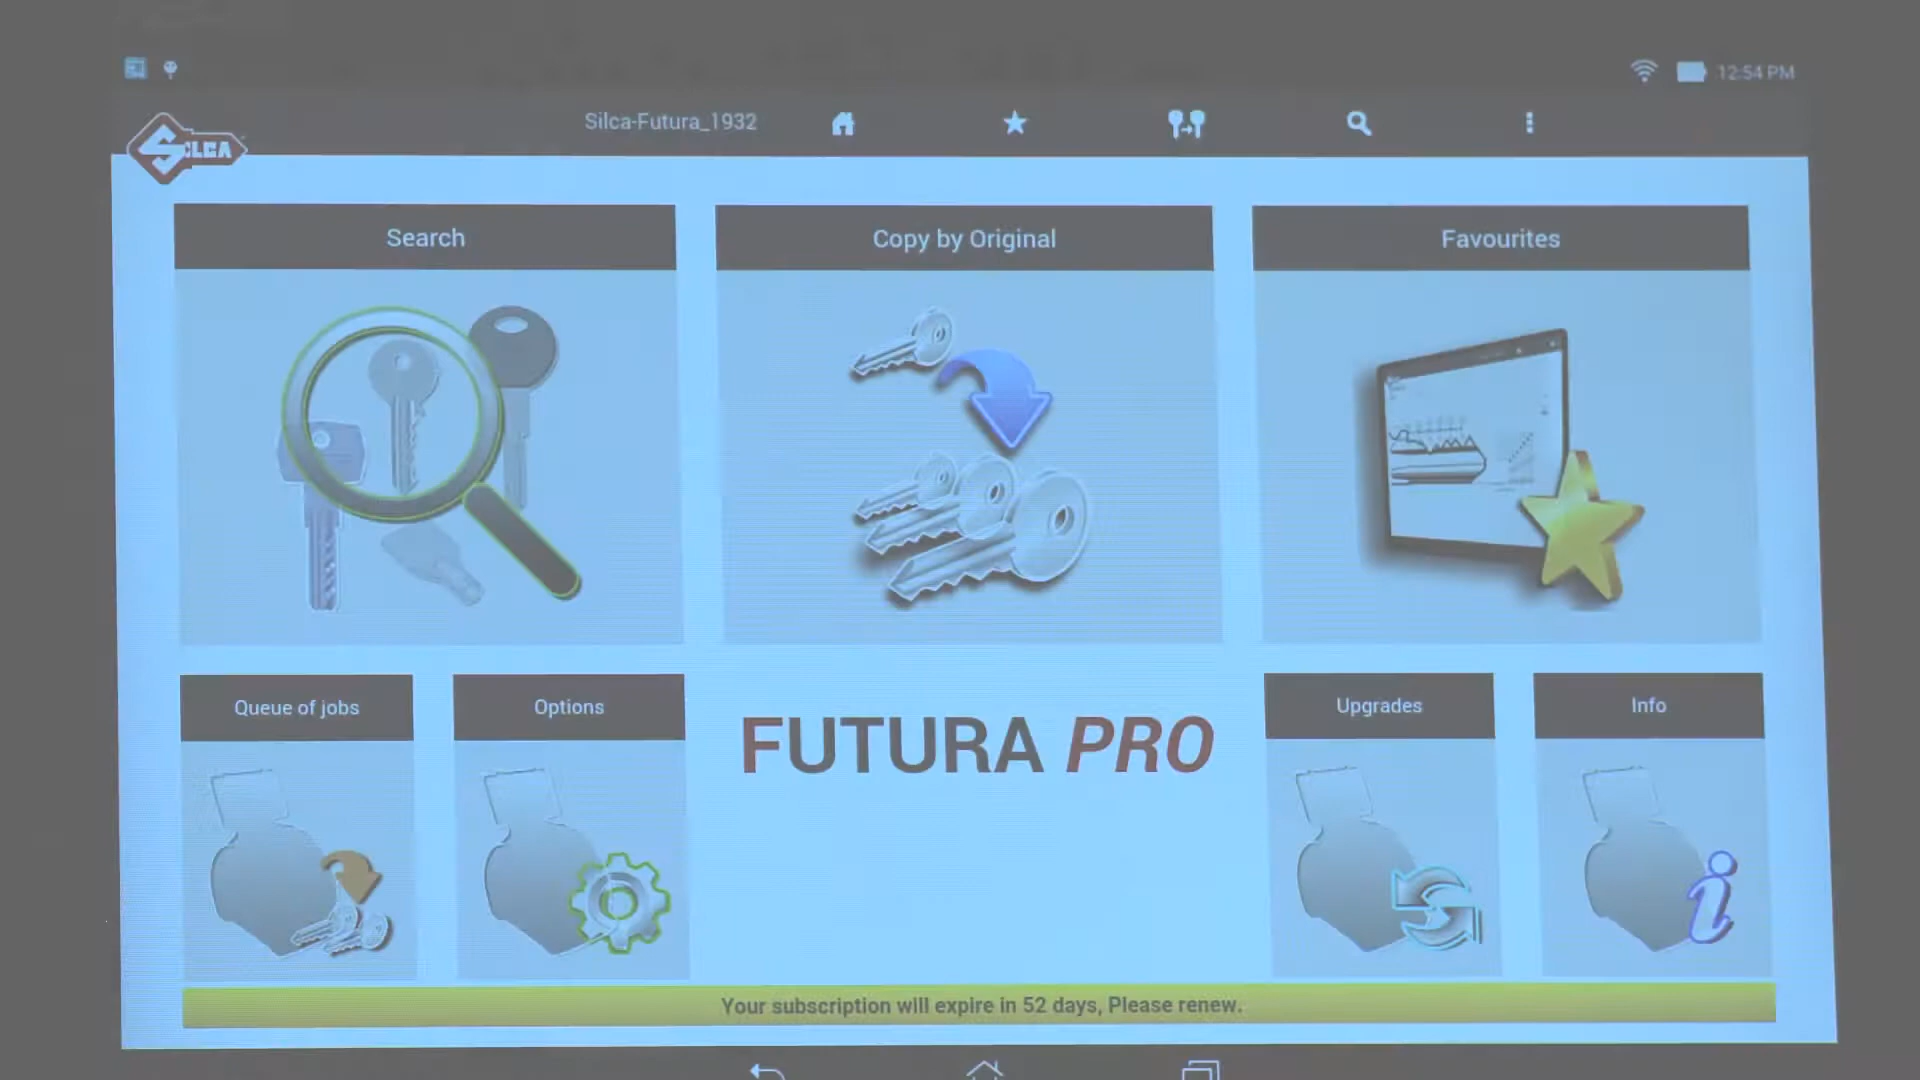 12:54 PM
SILCA
Silca-Futura_1932
Search
Copy by Original
Favourites
Queue of jobs
Options
FUTURA PRO
Upgrades
Info
Your subscription will expire in 52 days, Please renew.